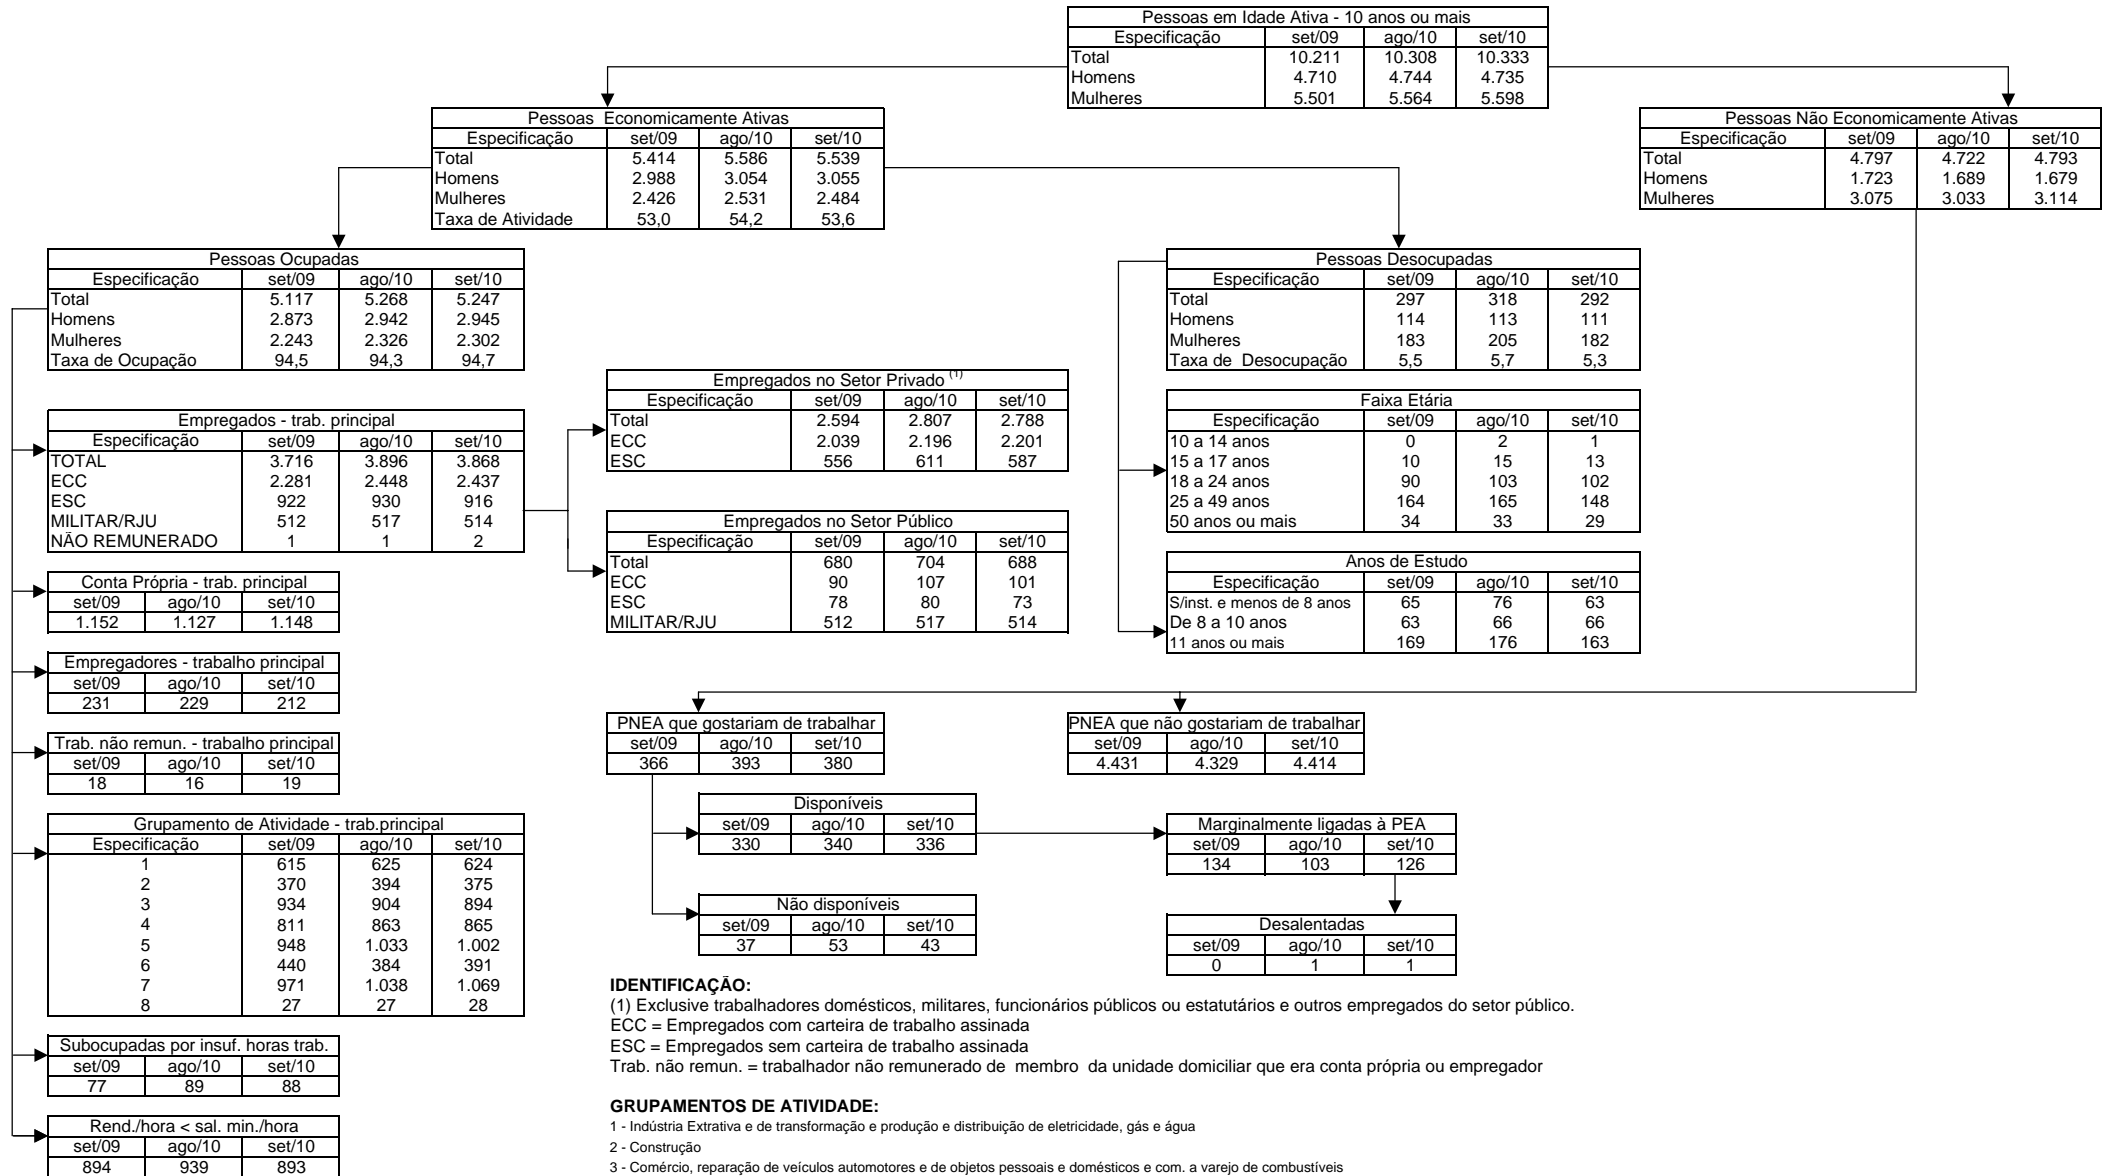 Pessoas em Idade Ativa - 10 anos ou mais
Especificação set/09 ago/10 set/10
Total 10.211 10.308 10.333
Homens 4.710 4.744 4.735
Mulheres 5.501 5.564 5.598
Pessoas Economicamente Ativas
Especificação set/09 ago/10 set/10
Total 5.414 5.586 5.539
Homens 2.988 3.054 3.055
Mulheres 2.426 2.531 2.484
Taxa de Atividade 53,0 54,2 53,6
Pessoas Não Economicamente Ativas
Especificação set/09 ago/10 set/10
Total 4.797 4.722 4.793
Homens 1.723 1.689 1.679
Mulheres 3.075 3.033 3.114
Pessoas Ocupadas
Especificação set/09 ago/10 set/10
Total 5.117 5.268 5.247
Homens 2.873 2.942 2.945
Mulheres 2.243 2.326 2.302
Taxa de Ocupação 94,5 94,3 94,7
Pessoas Desocupadas
Especificação set/09 ago/10 set/10
Total 297 318 292
Homens 114 113 111
Mulheres 183 205 182
Taxa de Desocupação 5,5 5,7 5,3
Empregados - trab. principal
Especificação set/09 ago/10 set/10
TOTAL 3.716 3.896 3.868
ECC 2.281 2.448 2.437
ESC 922 930 916
MILITAR/RJU 512 517 514
NÃO REMUNERADO 1 1 2
Empregados no Setor Privado (1)
Especificação set/09 ago/10 set/10
Total 2.594 2.807 2.788
ECC 2.039 2.196 2.201
ESC 556 611 587
Faixa Etária
Especificação set/09 ago/10 set/10
10 a 14 anos 0 2 1
15 a 17 anos 10 15 13
18 a 24 anos 90 103 102
25 a 49 anos 164 165 148
50 anos ou mais 34 33 29
Empregados no Setor Público
Especificação set/09 ago/10 set/10
Total 680 704 688
ECC 90 107 101
ESC 78 80 73
MILITAR/RJU 512 517 514
Anos de Estudo
Especificação set/09 ago/10 set/10
S/inst. e menos de 8 anos 65 76 63
De 8 a 10 anos 63 66 66
11 anos ou mais 169 176 163
Conta Própria - trab. principal
set/09 ago/10 set/10
1.152 1.127 1.148
Empregadores - trabalho principal
set/09 ago/10 set/10
231 229 212
Trab. não remun. - trabalho principal
set/09 ago/10 set/10
18 16 19
PNEA que gostariam de trabalhar
set/09 ago/10 set/10
366 393 380
PNEA que não gostariam de trabalhar
set/09 ago/10 set/10
4.431 4.329 4.414
Disponíveis
set/09 ago/10 set/10
330 340 336
Marginalmente ligadas à PEA
set/09 ago/10 set/10
134 103 126
Não disponíveis
set/09 ago/10 set/10
37 53 43
Desalentadas
set/09 ago/10 set/10
0 1 1
Grupamento de Atividade - trab.principal
Especificação set/09 ago/10 set/10
1 615 625 624
2 370 394 375
3 934 904 894
4 811 863 865
5 948 1.033 1.002
6 440 384 391
7 971 1.038 1.069
8 27 27 28
Subocupadas por insuf. horas trab.
set/09 ago/10 set/10
77 89 88
Rend./hora < sal. min./hora
set/09 ago/10 set/10
894 939 893
IDENTIFICAÇÃO:
(1) Exclusive trabalhadores domésticos, militares, funcionários públicos ou estatutários e outros empregados do setor público.
ECC = Empregados com carteira de trabalho assinada
ESC = Empregados sem carteira de trabalho assinada
Trab. não remun. = trabalhador não remunerado de membro da unidade domiciliar que era conta própria ou empregador
GRUPAMENTOS DE ATIVIDADE:
1 - Indústria Extrativa e de transformação e produção e distribuição de eletricidade, gás e água
2 - Construção
3 - Comércio, reparação de veículos automotores e de objetos pessoais e domésticos e com. a varejo de combustíveis